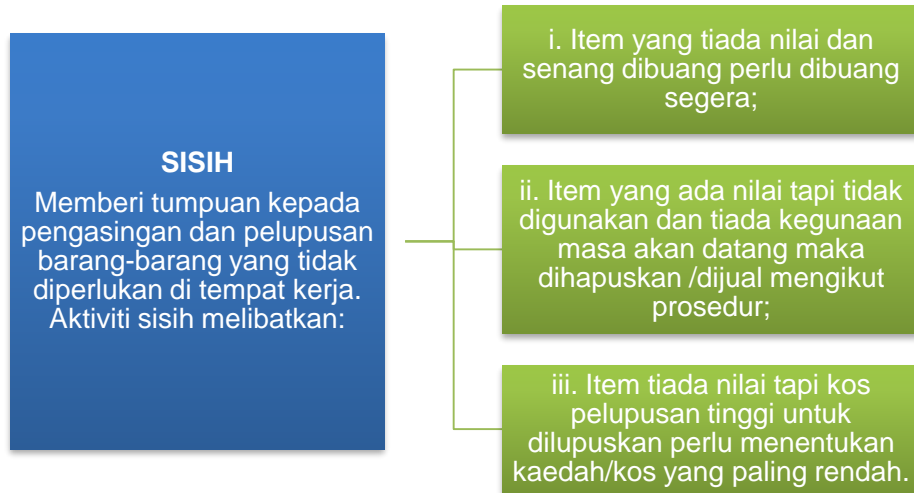 SISIH
Memberi tumpuan kepada
pengasingan dan pelupusan
barang-barang yang tidak
diperlukan di tempat kerja.
Aktiviti sisih melibatkan:
i. Item yang tiada nilai dan
senang dibuang perlu dibuang
segera;
ii. Item yang ada nilai tapi tidak
digunakan dan tiada kegunaan
masa akan datang maka
dihapuskan /dijual mengikut
prosedur;
iii. Item tiada nilai tapi kos
pelupusan tinggi untuk
dilupuskan perlu menentukan
kaedah/kos yang paling rendah.